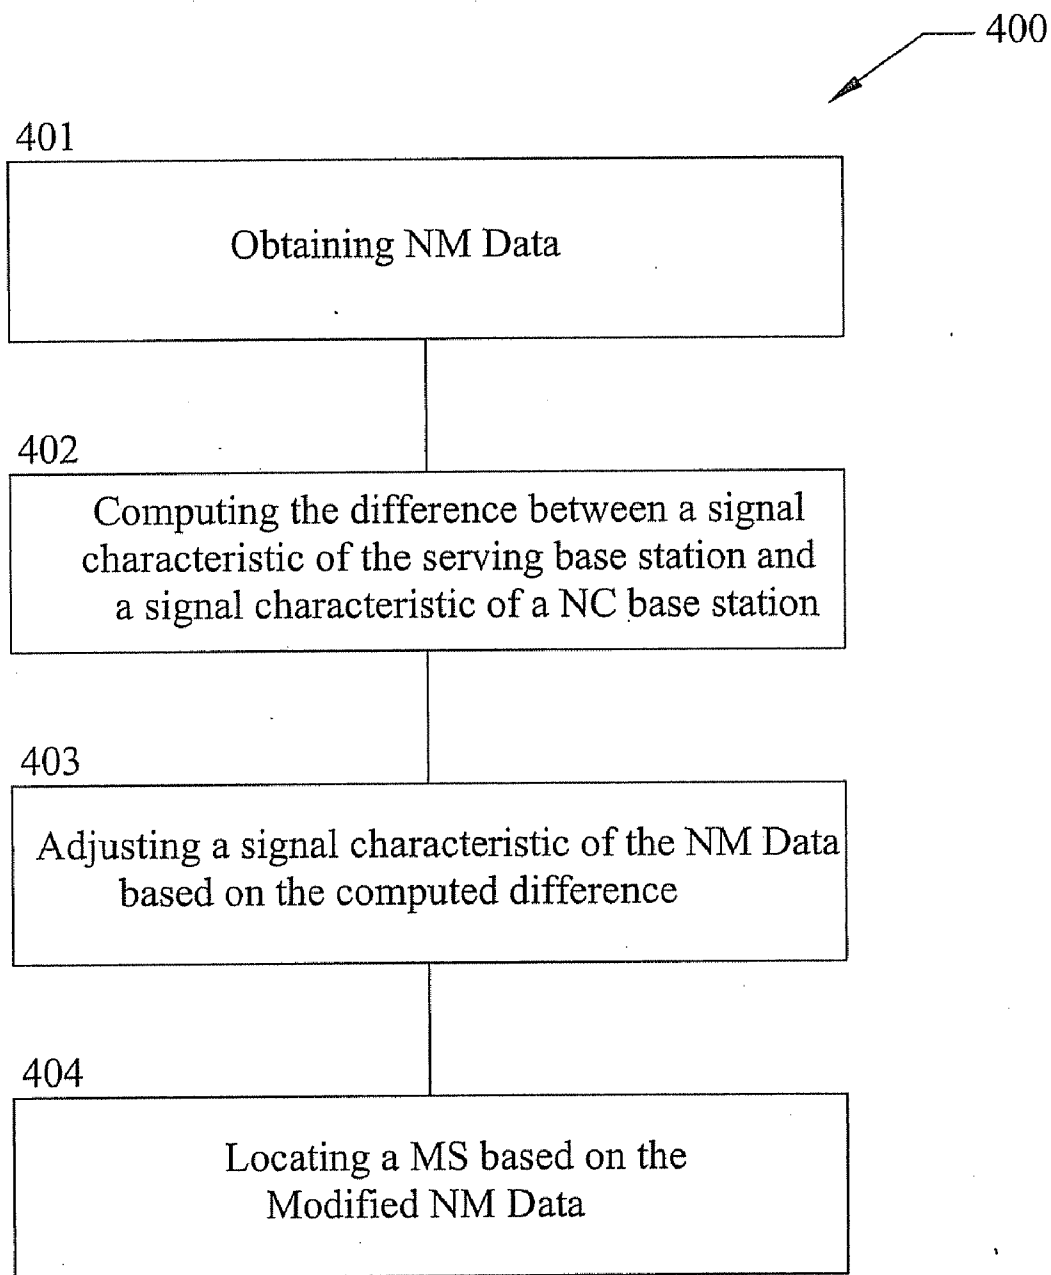 400
401
Obtaining NM Data
402
Computing the difference between a signal
characteristic of the serving base station and
a signal characteristic of a NC base station
403
Adjusting a signal characteristic of the NM Data
based on the computed difference
404
Locating a MS based on the
Modified NM Data